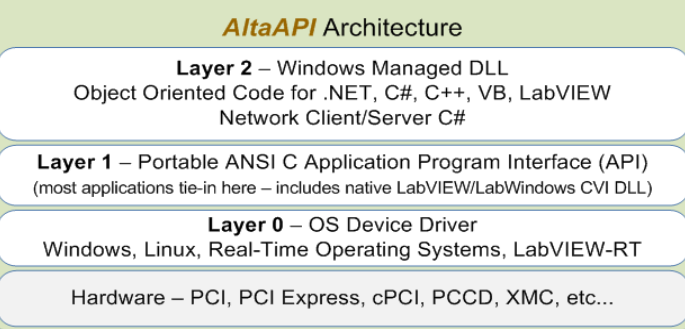 AltaAPI Architecture
Layer 2 – Windows Managed DLL
Object Oriented Code for .NET, C#, C++, VB, LabVIEW
Network Client/Server C#
Layer 1 – Portable ANSI C Application Program Interface (API)
(most applications tie-in here – includes native LabVIEW/LabWindows CVI DLL)
Layer 0 – OS Device Driver
Windows, Linux, Real-Time Operating Systems, LabVIEW-RT
Hardware – PCI, PCI Express, cPCI, PCCD, XMC, etc...